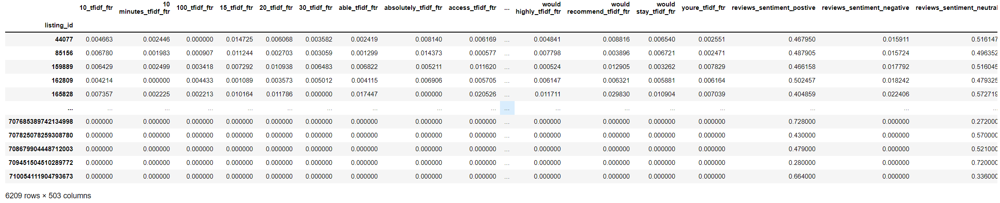 10_tfidf_ftr 10 minutes_tfidf_ftr 100_tfidf_ftr 15_tfidf_ftr 20_tfidf_ftr 30_tfidf_ftr able_tfidf_ftr absolutely_tfidf_ftr access_tfidf_ftr ... would highly_tfidf_ftr would recommend_tfidf_ftr would stay_tfidf_ftr youre_tfidf_ftr reviews_sentiment_postive reviews_sentiment_negative reviews_sentiment_neutral
listing_id
44077 0.004663 0.002446 0.000000 0.014725 0.006068 0.003582 0.002419 0.008140 0.006169 ... 0.004841 0.008816 0.006540 0.002551 0.467950 0.015911 0.516147
85156 0.006780 0.001983 0.000907 0.011244 0.002703 0.003059 0.001299 0.014373 0.000577 ... 0.007798 0.003896 0.006721 0.002471 0.487905 0.015724 0.496352
159889 0.006429 0.002499 0.003418 0.007292 0.010938 0.006483 0.006822 0.005211 0.011620 ... 0.000524 0.012905 0.003262 0.007829 0.466158 0.017792 0.516045
162809 0.004214 0.000000 0.004433 0.001089 0.003573 0.005012 0.004115 0.006906 0.005705 ... 0.006147 0.006321 0.005881 0.006164 0.502457 0.018242 0.479325
165828 0.007357 0.002225 0.002213 0.010164 0.011786 0.000000 0.017447 0.000000 0.020526 ... 0.011711 0.029830 0.010904 0.007039 0.404859 0.022406 0.572719
... ... ... ... ... ... ... ... ... ... ... ... ... ... ... ... ... ...
707685389742134998 0.000000 0.000000 0.000000 0.000000 0.000000 0.000000 0.000000 0.000000 0.000000 ... 0.000000 0.000000 0.000000 0.000000 0.728000 0.000000 0.272000
707825078259308780 0.000000 0.000000 0.000000 0.000000 0.000000 0.000000 0.000000 0.000000 0.000000 ... 0.000000 0.000000 0.000000 0.000000 0.430000 0.000000 0.570000
708679904448712003 0.000000 0.000000 0.000000 0.000000 0.000000 0.000000 0.000000 0.000000 0.000000 ... 0.000000 0.000000 0.000000 0.000000 0.479000 0.000000 0.521000
709451504510289772 0.000000 0.000000 0.000000 0.000000 0.000000 0.000000 0.000000 0.000000 0.000000 ... 0.000000 0.000000 0.000000 0.000000 0.280000 0.000000 0.720000
710054111904793673 0.000000 0.000000 0.000000 0.000000 0.000000 0.000000 0.000000 0.000000 0.000000 ... 0.000000 0.000000 0.000000 0.000000 0.664000 0.000000 0.336000
6209 rows × 503 columns